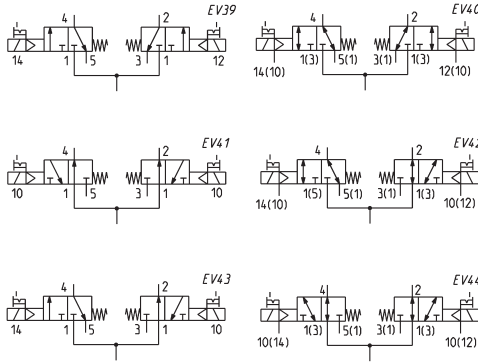 4 2 EV39
14 1 5 3 1 12
4 2 EV40
14(10) 1(3) 5(1) 3(1) 1(3) 12(10)
4 2 EV41
10 1 5 3 1 10
4 2 EV42
14(10) 1(5) 5(1) 3(1) 1(3) 10(12)
4 2 EV43
14 1 5 3 1 10
4 2 EV44
10(14) 1(3) 5(1) 3(1) 1(3) 10(12)